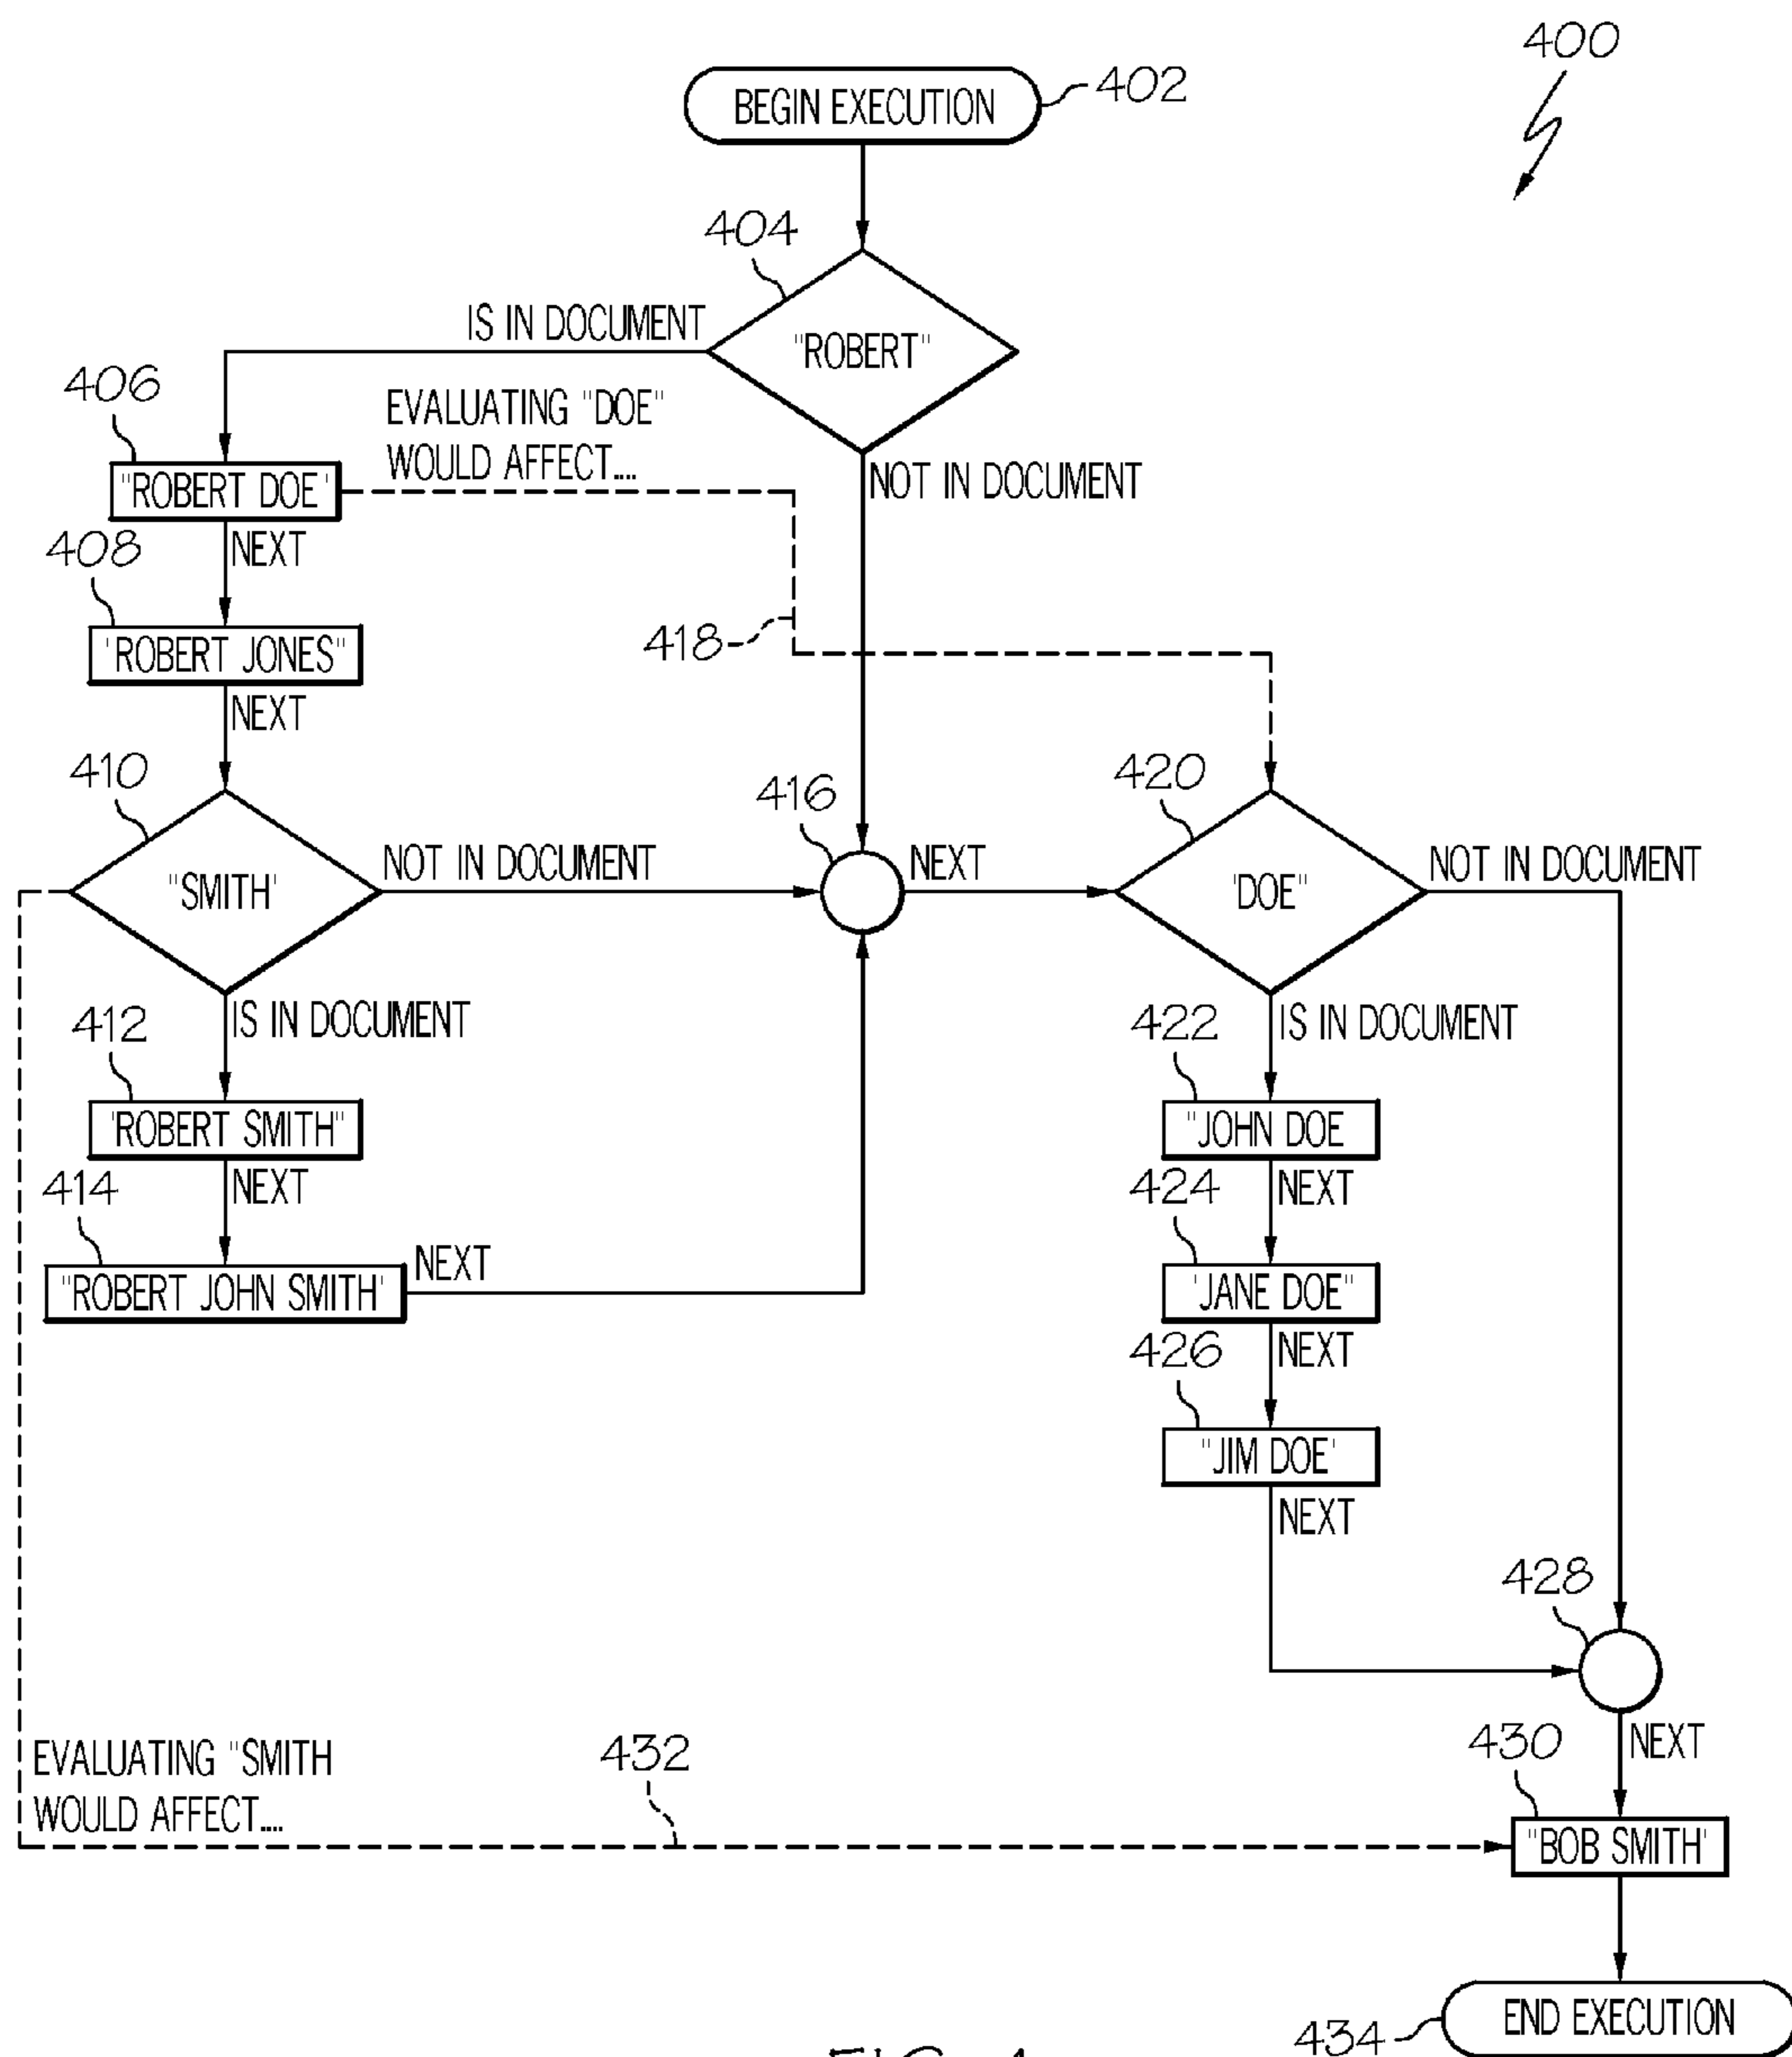 400
BEGIN EXECUTION
402
404
IS IN DOCUMENT
"ROBERT"
406
EVALUATING "DOE"
WOULD AFFECT....
"ROBERT DOE'
NOT IN DOCUMENT
408
NEXT
418
'ROBERT JONES"
NEXT
410
416
420
"SMITH'
NOT IN DOCUMENT
NEXT
'DOE"
NOT IN DOCUMENT
412
IS IN DOCUMENT
422
IS IN DOCUMENT
'ROBERT SMITH"
"JOHN DOE
414
NEXT
424
NEXT
"ROBERT JOHN SMITH'
NEXT
'JANE DOE"
426
NEXT
"JIM DOE'
NEXT
428
EVALUATING "SMITH
WOULD AFFECT....
432
430
NEXT
"BOB SMITH'
434
END EXECUTION